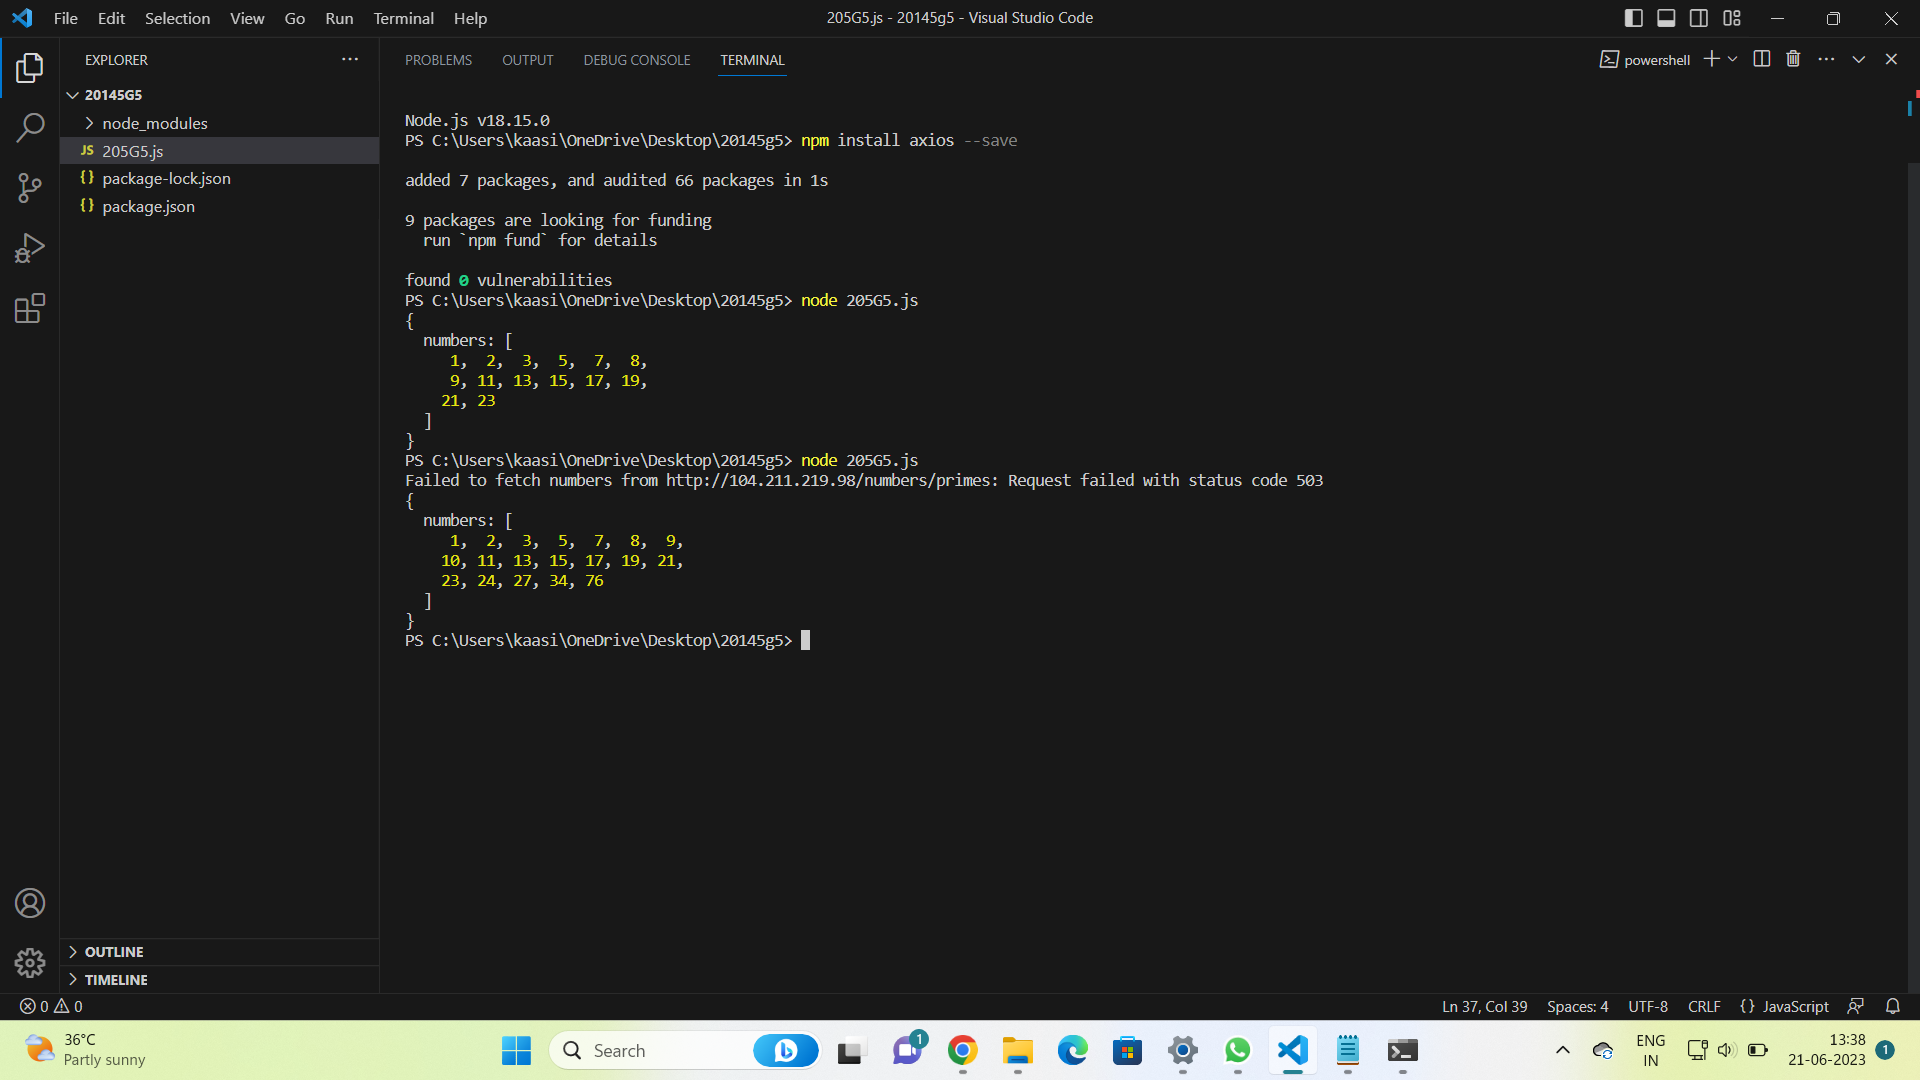 File Edit Selection View Go Run Terminal Help
205G5.js - 20145g5 - Visual Studio Code
EXPLORER
20145G5
node_modules
JS 205G5.js
{} package-lock.json
{} package.json
OUTLINE
TIMELINE
PROBLEMS OUTPUT DEBUG CONSOLE TERMINAL
powershell
Node.js v18.15.0
PS C:\Users\kaasi\OneDrive\Desktop\20145g5> npm install axios --save
added 7 packages, and audited 66 packages in 1s
9 packages are looking for funding
run `npm fund` for details
found 0 vulnerabilities
PS C:\Users\kaasi\OneDrive\Desktop\20145g5> node 205G5.js
{
numbers: [
1, 2, 3, 5, 7, 8,
9, 11, 13, 15, 17, 19,
21, 23
]
}
PS C:\Users\kaasi\OneDrive\Desktop\20145g5> node 205G5.js
Failed to fetch numbers from http://104.211.219.98/numbers/primes: Request failed with status code 503
{
numbers: [
1, 2, 3, 5, 7, 8, 9,
10, 11, 13, 15, 17, 19, 21,
23, 24, 27, 34, 76
]
}
PS C:\Users\kaasi\OneDrive\Desktop\20145g5>
0 0
Ln 37, Col 39 Spaces: 4 UTF-8 CRLF {} JavaScript
36°C
Partly sunny
Search
1
ENG
IN
13:38
21-06-2023
1